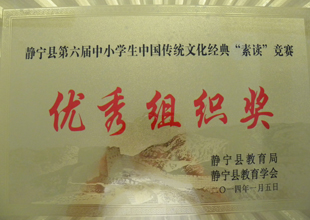 静宁县第六届中小学生中国传统文化经典“素读”竞赛
优秀组织奖
静宁县教育局
静宁县教育学会
二〇一四年一月五日